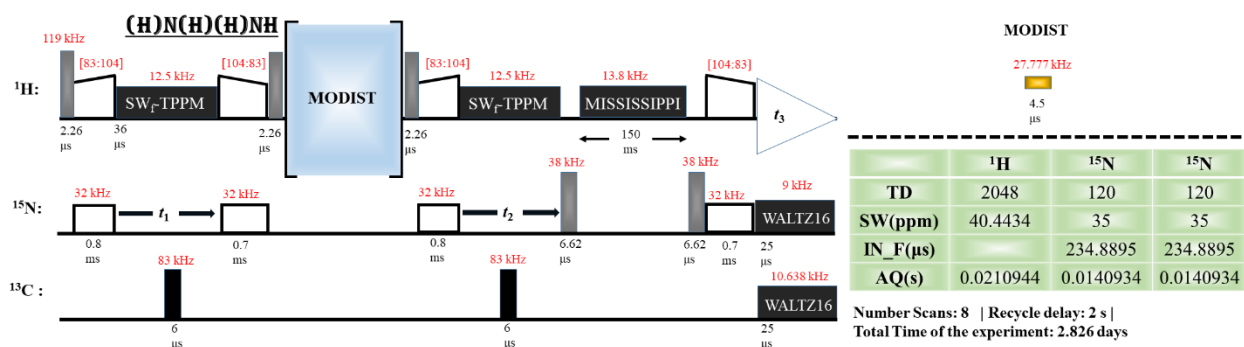 (H)N(H)(H)NH
MODIST
119 kHz
[83:104]
[104:83]
[83:104]
[104:83]
27.777 kHz
12.5 kHz
12.5 kHz
13.8 kHz
¹H:
SWf-TPPM
MODIST
SWf-TPPM
MISSISSIPPI
t₃
4.5 μs
2.26 μs
36 μs
2.26 μs
2.26 μs
150 ms
38 kHz
38 kHz
32 kHz
32 kHz
32 kHz
32 kHz
9 kHz
¹⁵N:
t₁
t₂
WALTZ16
0.8 ms
0.7 ms
0.8 ms
6.62 μs
6.62 μs
0.7 ms
25 μs
83 kHz
83 kHz
10.638 kHz
¹³C :
WALTZ16
6 μs
6 μs
25 μs
¹H ¹⁵N ¹⁵N
TD 2048 120 120
SW(ppm) 40.4434 35 35
IN_F(μs) 234.8895 234.8895
AQ(s) 0.0210944 0.0140934 0.0140934
Number Scans: 8 | Recycle delay: 2 s |
Total Time of the experiment: 2.826 days